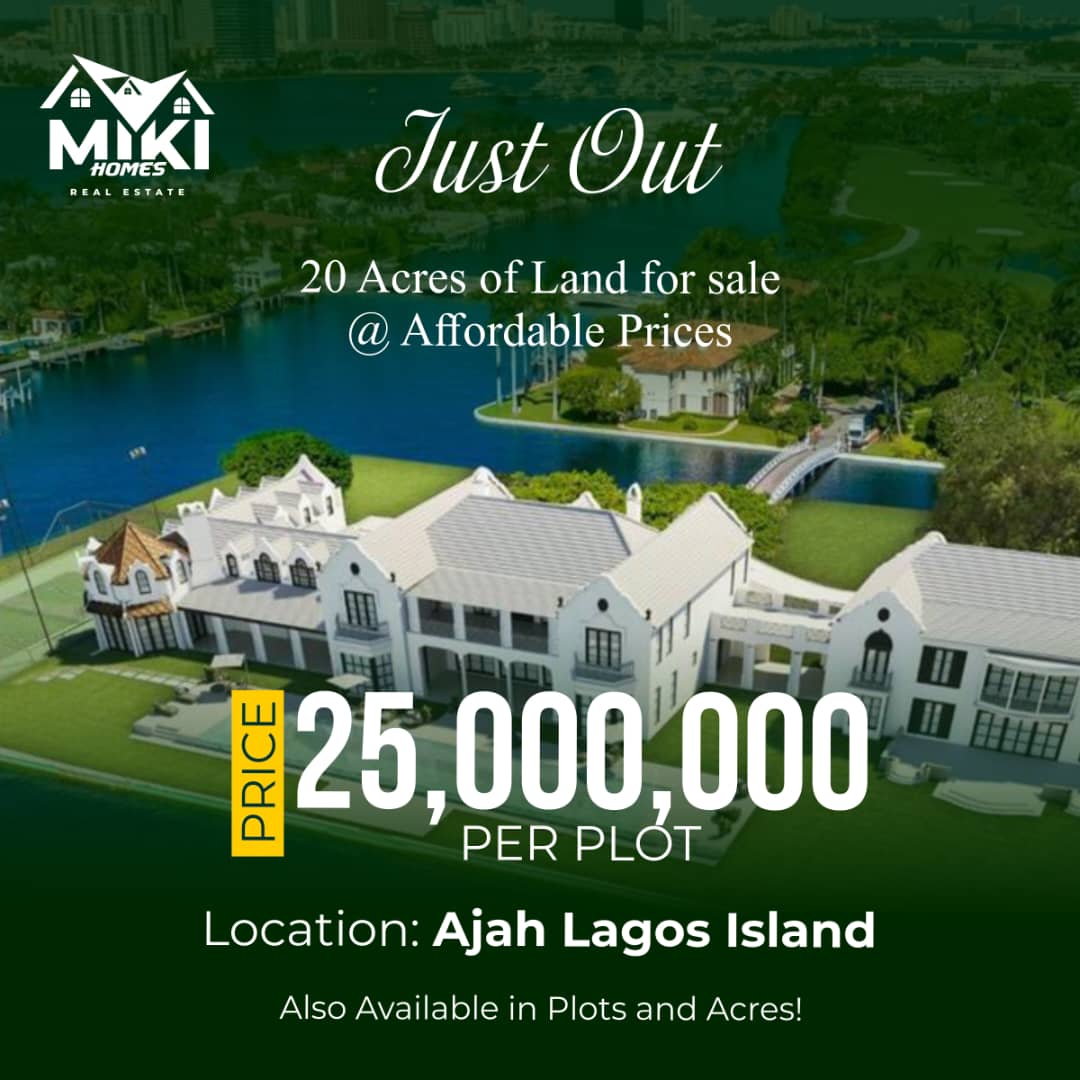 MIKI
HOMES
REAL ESTATE
Just Out
20 Acres of Land for sale
@ Affordable Prices
PRICE
25,000,000
PER PLOT
Location: Ajah Lagos Island
Also Available in Plots and Acres!